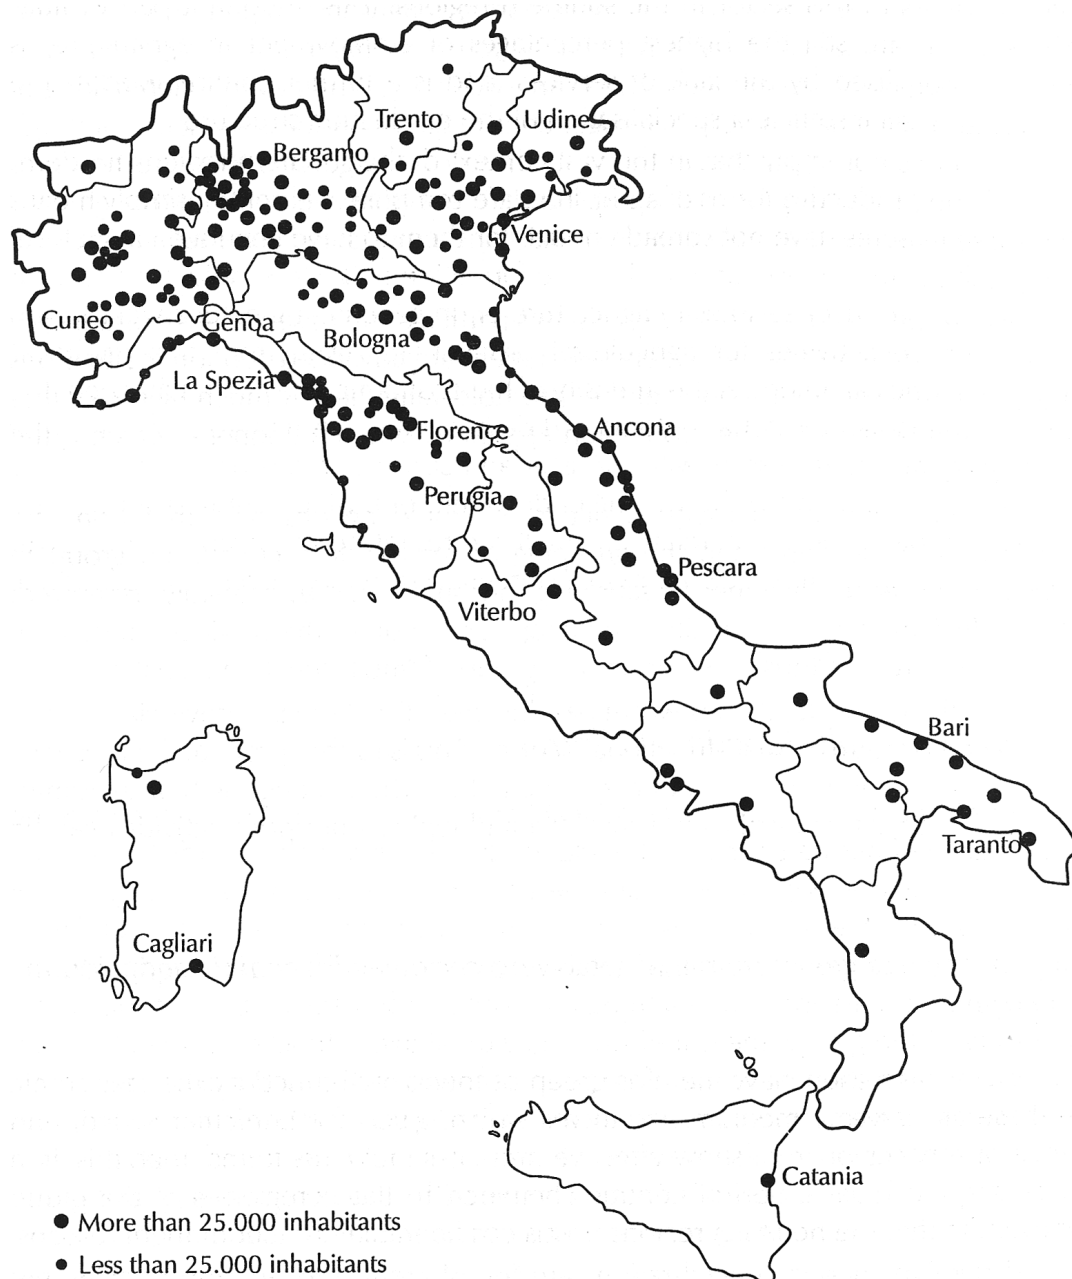 Trento
Udine
Bergamo
Venice
Cuneo
Genoa
Bologna
La Spezia
Florence
Ancona
Perugia
Pescara
Viterbo
Bari
Taranto
Cagliari
Catania
More than 25.000 inhabitants
Less than 25.000 inhabitants